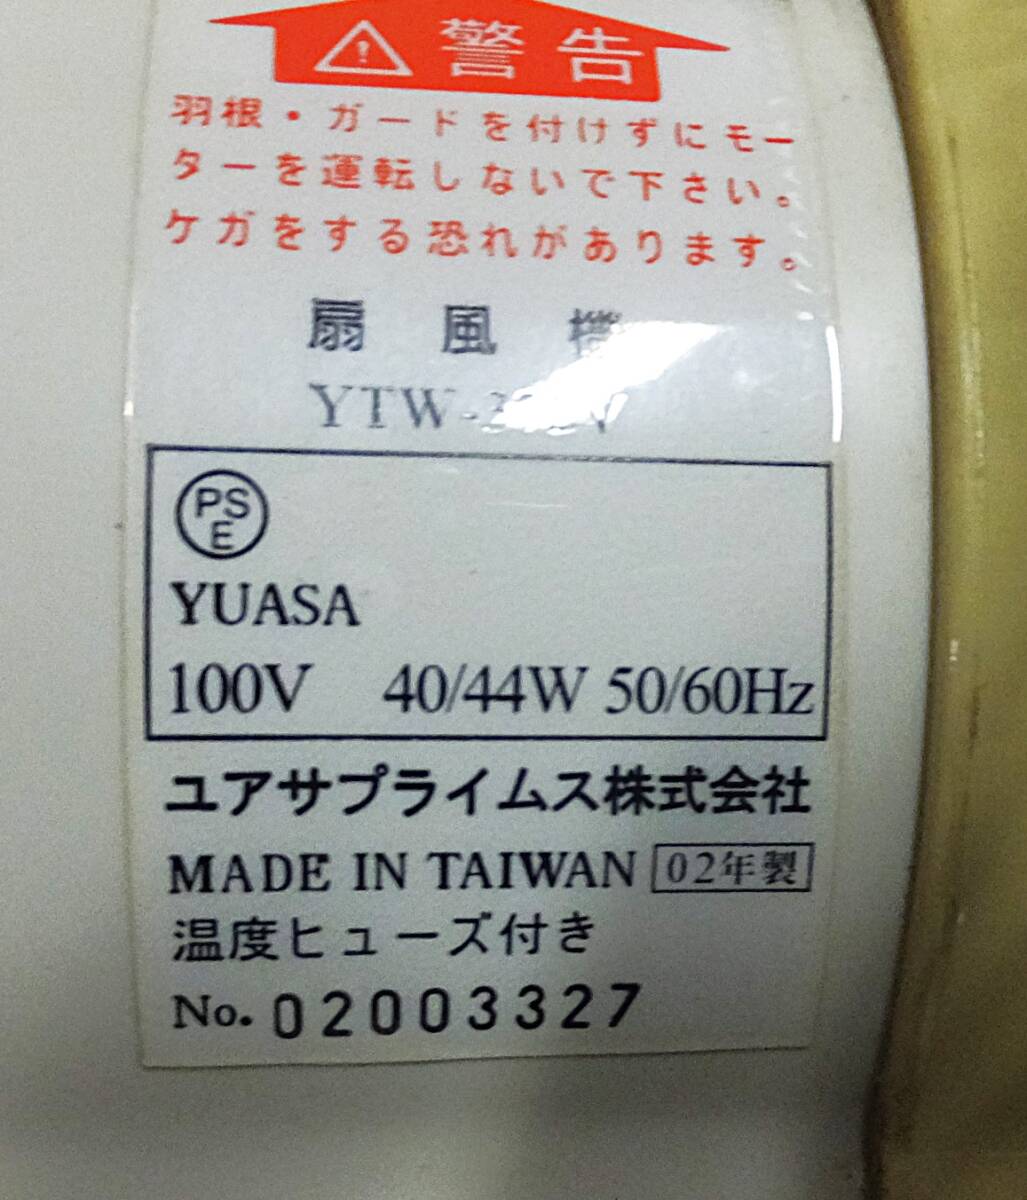 警告
羽根・ガードを付けずにモー
ターを運転しないで下さい。
ケガをする恐れがあります。
扇風機
PS
E
YUASA
100V 40/44W 50/60Hz
ユアサプライムス株式会社
MADE IN TAIWAN 02年製
温度ヒューズ付き
No. 02003327